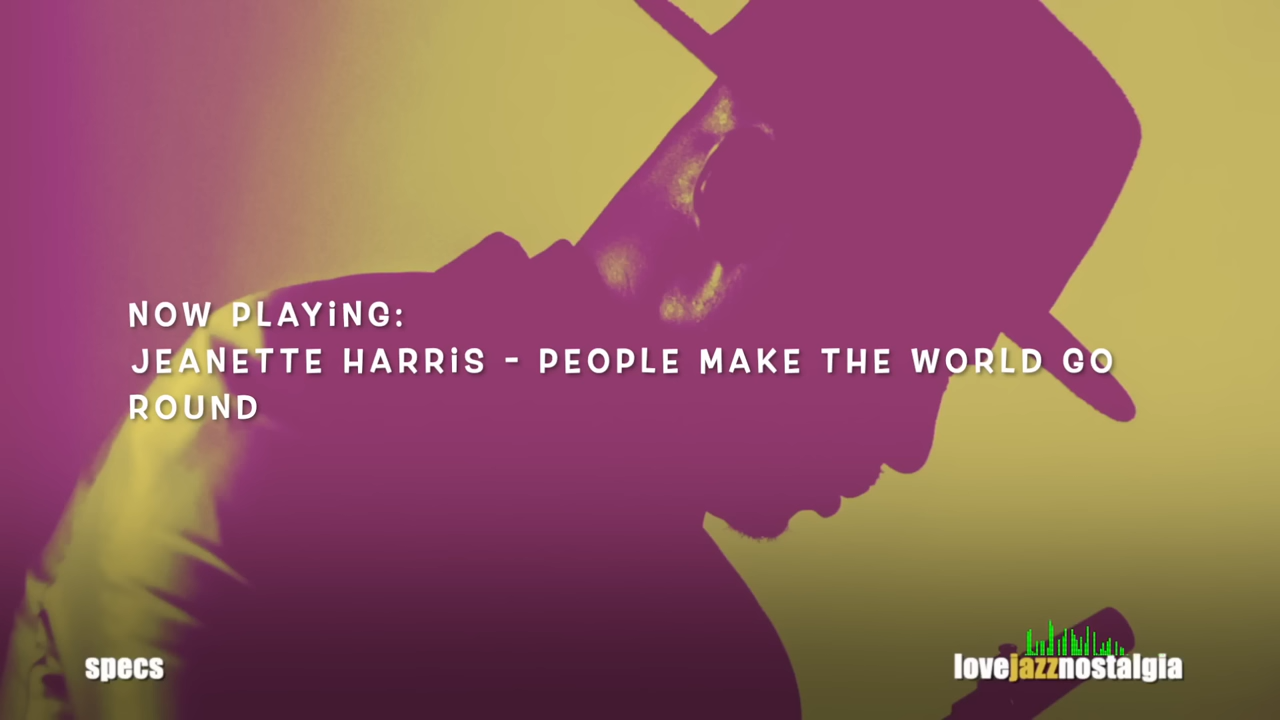 NOW PLAYiNG:
JEANETTE HARRiS - PEOPLE MAKE THE WORLD GO
ROUND
specs
lovejazznostalgia